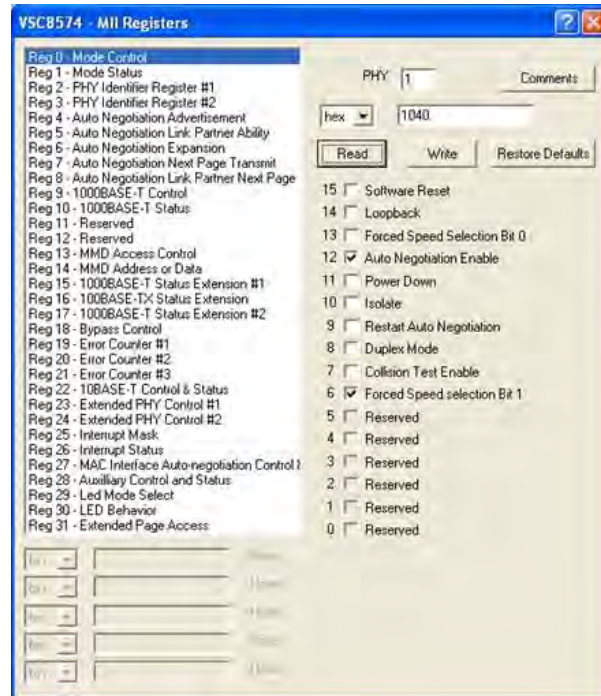 VSC8574 - MII Registers
Reg 0 - Mode Control
Reg 1 - Mode Status
Reg 2 - PHY Identifier Register #1
Reg 3 - PHY Identifier Register #2
Reg 4 - Auto Negotiation Advertisement
Reg 5 - Auto Negotiation Link Partner Ability
Reg 6 - Auto Negotiation Expansion
Reg 7 - Auto Negotiation Next Page Transmit
Reg 8 - Auto Negotiation Link Partner Next Page
Reg 9 - 1000BASE-T Control
Reg 10 - 1000BASE-T Status
Reg 11 - Reserved
Reg 12 - Reserved
Reg 13 - MMD Access Control
Reg 14 - MMD Address or Data
Reg 15 - 1000BASE-T Status Extension #1
Reg 16 - 100BASE-TX Status Extension
Reg 17 - 1000BASE-T Status Extension #2
Reg 18 - Bypass Control
Reg 19 - Error Counter #1
Reg 20 - Error Counter #2
Reg 21 - Error Counter #3
Reg 22 - 10BASE-T Control & Status
Reg 23 - Extended PHY Control #1
Reg 24 - Extended PHY Control #2
Reg 25 - Interrupt Mask
Reg 26 - Interrupt Status
Reg 27 - MAC Interface Auto-negotiation Control
Reg 28 - Auxilliary Control and Status
Reg 29 - Led Mode Select
Reg 30 - LED Behavior
Reg 31 - Extended Page Access
PHY 1 Comments
hex 1040
Read Write Restore Defaults
15 Software Reset
14 Loopback
13 Forced Speed Selection Bit 0
12 Auto Negotiation Enable
11 Power Down
10 Isolate
9 Restart Auto Negotiation
8 Duplex Mode
7 Collision Test Enable
6 Forced Speed selection Bit 1
5 Reserved
4 Reserved
3 Reserved
2 Reserved
1 Reserved
0 Reserved